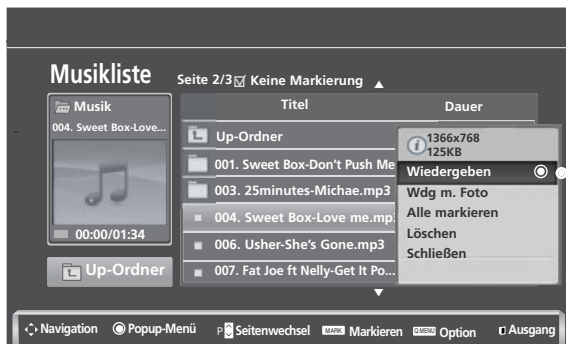 Musikliste
Seite 2/3 Keine Markierung
Musik
004. Sweet Box-Love...
00:00/01:34
Up-Ordner
Titel Dauer
Up-Ordner
001. Sweet Box-Don't Push Me
003. 25minutes-Michae.mp3
004. Sweet Box-Love me.mp
006. Usher-She's Gone.mp3
007. Fat Joe ft Nelly-Get It Po...
1366x768
125KB
Wiedergeben
Wdg m. Foto
Alle markieren
Löschen
Schließen
Navigation Popup-Menü P Seitenwechsel MARK Markieren Q.MENU Option Ausgang